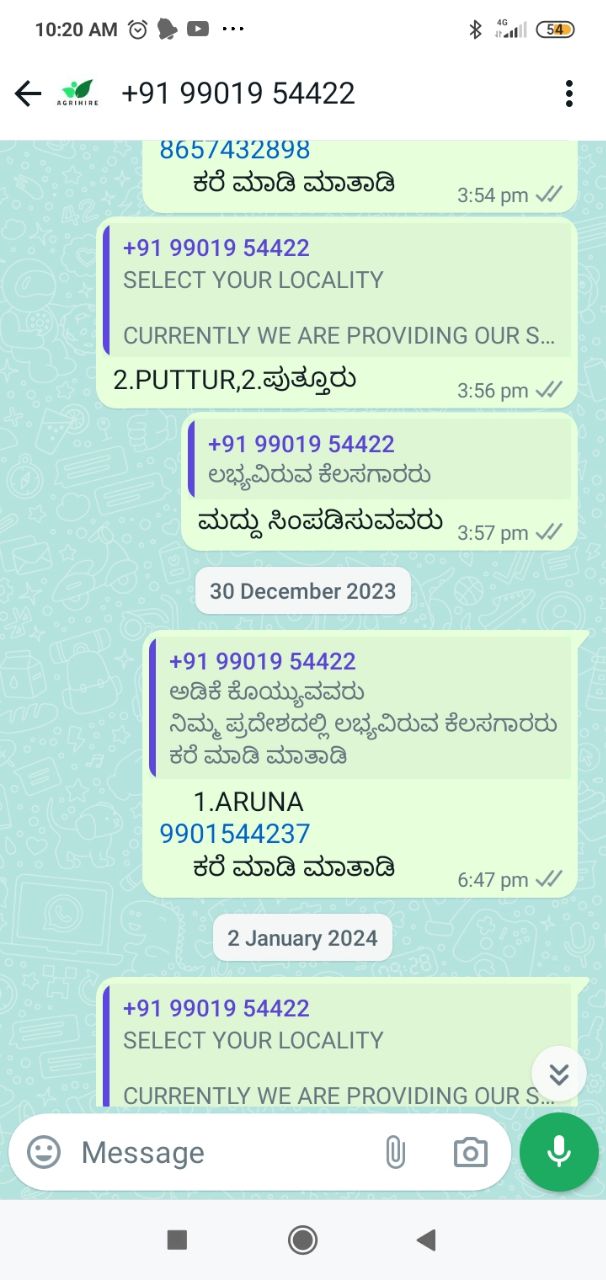 10:20 AM ...
4G
54
AGRIHIRE
+91 99019 54422
8657432898
ಕರೆ ಮಾಡಿ ಮಾತಾಡಿ
3:54 pm
+91 99019 54422
SELECT YOUR LOCALITY
CURRENTLY WE ARE PROVIDING OUR S...
2.PUTTUR,2.ಪುತ್ತೂರು
3:56 pm
+91 99019 54422
ಲಭ್ಯವಿರುವ ಕೆಲಸಗಾರರು
ಮದ್ದು ಸಿಂಪಡಿಸುವವರು
3:57 pm
30 December 2023
+91 99019 54422
ಅಡಿಕೆ ಕೊಯ್ಯುವವರು
ನಿಮ್ಮ ಪ್ರದೇಶದಲ್ಲಿ ಲಭ್ಯವಿರುವ ಕೆಲಸಗಾರರು
ಕರೆ ಮಾಡಿ ಮಾತಾಡಿ
1.ARUNA
9901544237
ಕರೆ ಮಾಡಿ ಮಾತಾಡಿ
6:47 pm
2 January 2024
+91 99019 54422
SELECT YOUR LOCALITY
CURRENTLY WE ARE PROVIDING OUR S...
Message